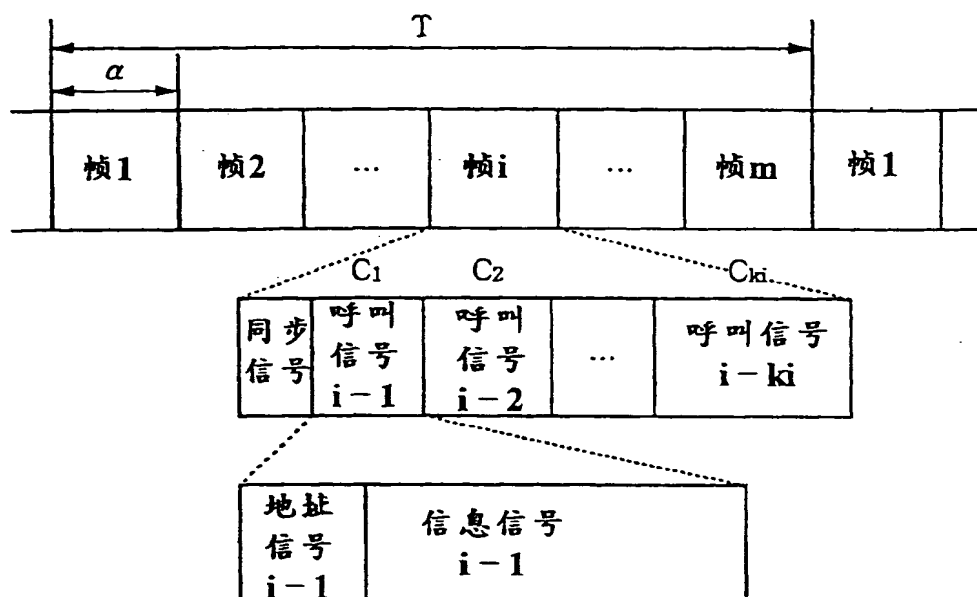 T
α
帧1 帧2 ... 帧i ... 帧m 帧1
C1 C2 Cki
同步
信号
呼叫
信号
i-1
呼叫
信号
i-2
...
呼叫信号
i-ki
地址
信号
i-1
信息信号
i-1